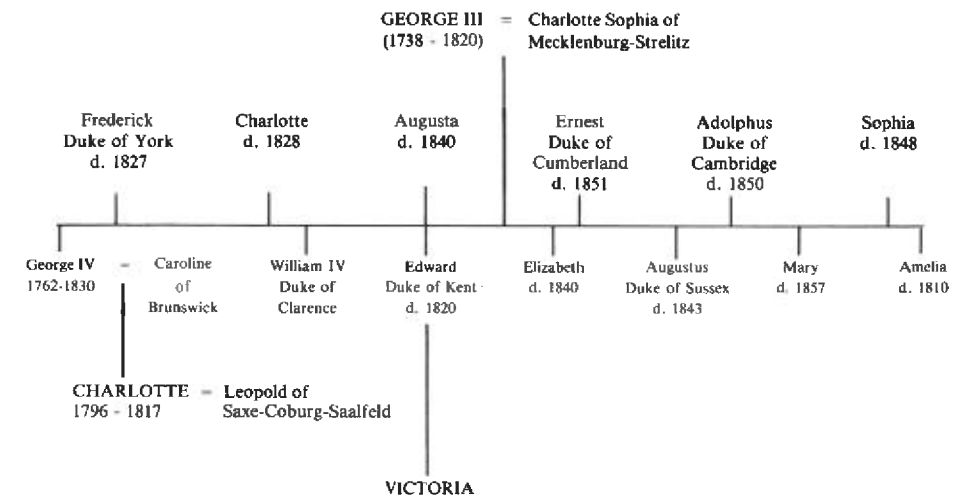 GEORGE III = Charlotte Sophia of
(1738 - 1820) Mecklenburg-Strelitz
Frederick
Duke of York
d. 1827
Charlotte
d. 1828
Augusta
d. 1840
Ernest
Duke of
Cumberland
d. 1851
Adolphus
Duke of
Cambridge
d. 1850
Sophia
d. 1848
George IV = Caroline
1762-1830 of
Brunswick
William IV
Duke of
Clarence
Edward
Duke of Kent
d. 1820
Elizabeth
d. 1840
Augustus
Duke of Sussex
d. 1843
Mary
d. 1857
Amelia
d. 1810
CHARLOTTE = Leopold of
1796 - 1817 Saxe-Coburg-Saalfeld
VICTORIA